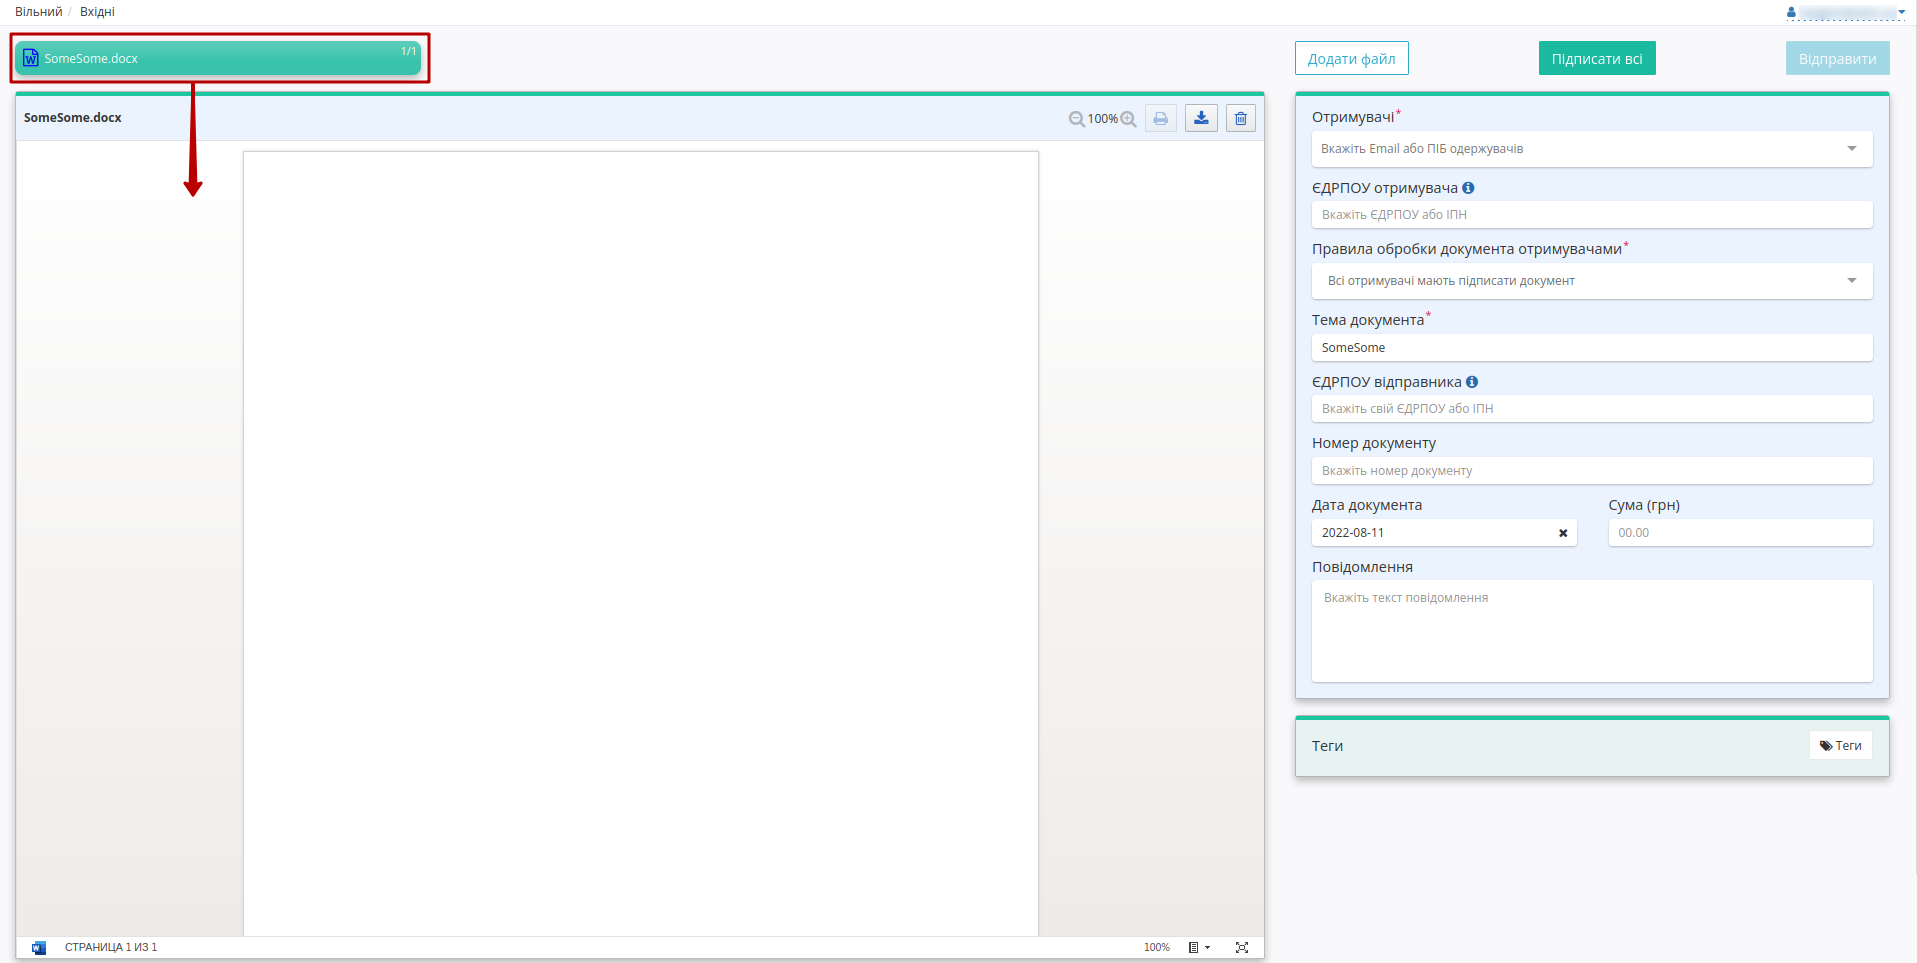 Вільний / Вхідні
SomeSome.docx 1/1
Додати файл
Підписати всі
Відправити
SomeSome.docx
100%
СТРАНИЦА 1 ИЗ 1
100%
Отримувачі*
Вкажіть Email або ПІБ одержувачів
ЄДРПОУ отримувача
Вкажіть ЄДРПОУ або ІПН
Правила обробки документа отримувачами*
Всі отримувачі мають підписати документ
Тема документа*
SomeSome
ЄДРПОУ відправника
Вкажіть свій ЄДРПОУ або ІПН
Номер документу
Вкажіть номер документу
Дата документа
2022-08-11
Сума (грн)
00.00
Повідомлення
Вкажіть текст повідомлення
Теги
Теги